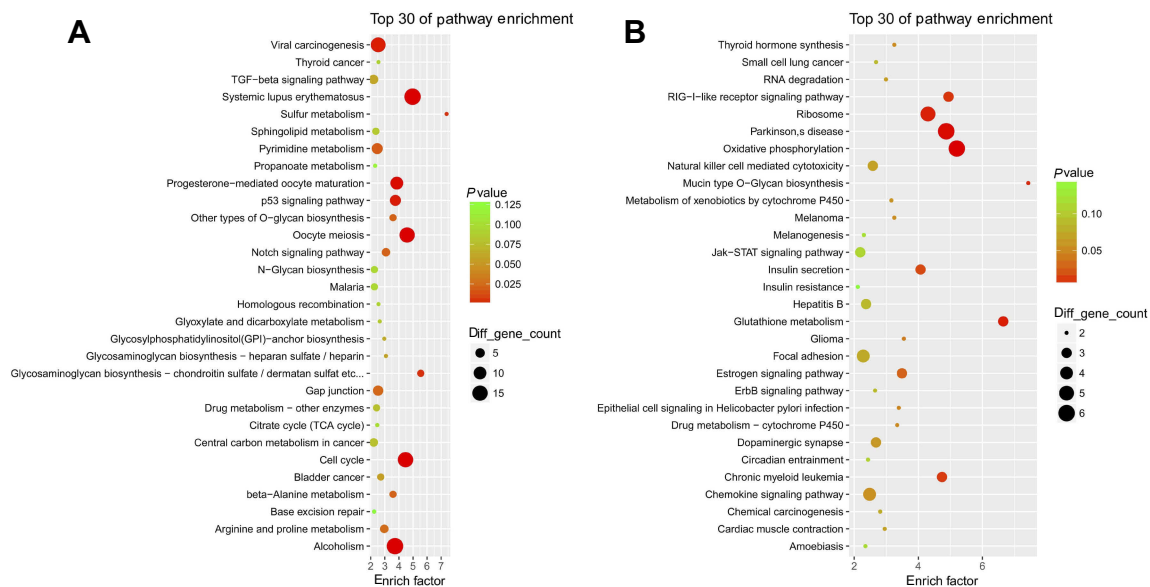 A
Top 30 of pathway enrichment
Viral carcinogenesis
Thyroid cancer
TGF-beta signaling pathway
Systemic lupus erythematosus
Sulfur metabolism
Sphingolipid metabolism
Pyrimidine metabolism
Propanoate metabolism
Progesterone-mediated oocyte maturation
p53 signaling pathway
Other types of O-glycan biosynthesis
Oocyte meiosis
Notch signaling pathway
N-Glycan biosynthesis
Malaria
Homologous recombination
Glyoxylate and dicarboxylate metabolism
Glycosylphosphatidylinositol(GPI)-anchor biosynthesis
Glycosaminoglycan biosynthesis - heparan sulfate / heparin
Glycosaminoglycan biosynthesis - chondroitin sulfate / dermatan sulfat etc...
Gap junction
Drug metabolism - other enzymes
Citrate cycle (TCA cycle)
Central carbon metabolism in cancer
Cell cycle
Bladder cancer
beta-Alanine metabolism
Base excision repair
Arginine and proline metabolism
Alcoholism
2 3 4 5 6 7
Enrich factor
P value
0.125
0.100
0.075
0.050
0.025
Diff_gene_count
5
10
15
B
Top 30 of pathway enrichment
Thyroid hormone synthesis
Small cell lung cancer
RNA degradation
RIG-I-like receptor signaling pathway
Ribosome
Parkinson,s disease
Oxidative phosphorylation
Natural killer cell mediated cytotoxicity
Mucin type O-Glycan biosynthesis
Metabolism of xenobiotics by cytochrome P450
Melanoma
Melanogenesis
Jak-STAT signaling pathway
Insulin secretion
Insulin resistance
Hepatitis B
Glutathione metabolism
Glioma
Focal adhesion
Estrogen signaling pathway
ErbB signaling pathway
Epithelial cell signaling in Helicobacter pylori infection
Drug metabolism - cytochrome P450
Dopaminergic synapse
Circadian entrainment
Chronic myeloid leukemia
Chemokine signaling pathway
Chemical carcinogenesis
Cardiac muscle contraction
Amoebiasis
2 4 6
Enrich factor
P value
0.10
0.05
Diff_gene_count
2
3
4
5
6